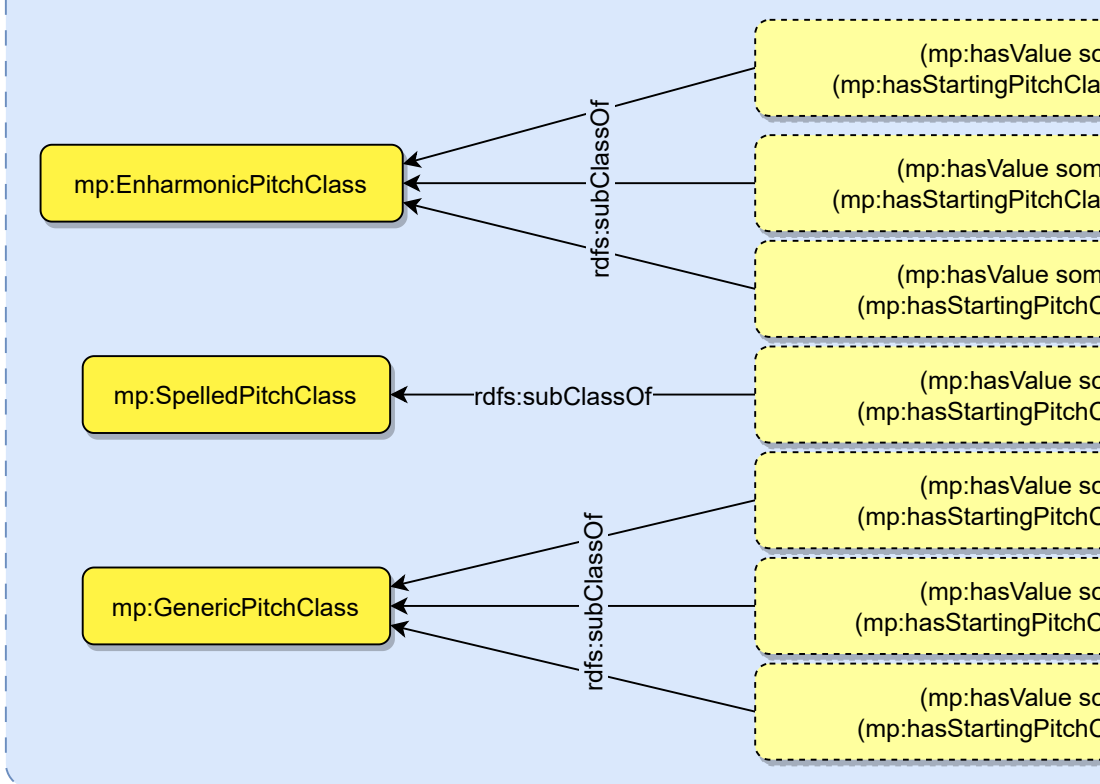 (mp:hasValue so
(mp:hasStartingPitchCla
mp:EnharmonicPitchClass
rdfs:subClassOf
(mp:hasValue som
(mp:hasStartingPitchCla
(mp:hasValue som
(mp:hasStartingPitchC
mp:SpelledPitchClass
rdfs:subClassOf
(mp:hasValue so
(mp:hasStartingPitchC
(mp:hasValue so
(mp:hasStartingPitchC
mp:GenericPitchClass
rdfs:subClassOf
(mp:hasValue so
(mp:hasStartingPitchC
(mp:hasValue so
(mp:hasStartingPitchC